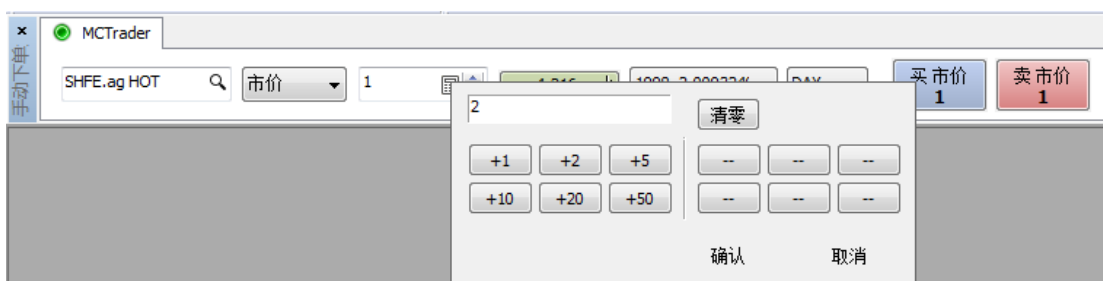 × MCTrader
手动下单
SHFE.ag HOT 市价 1
买市价
1
卖市价
1
2 清零
+1 +2 +5 -- -- --
+10 +20 +50 -- -- --
确认 取消